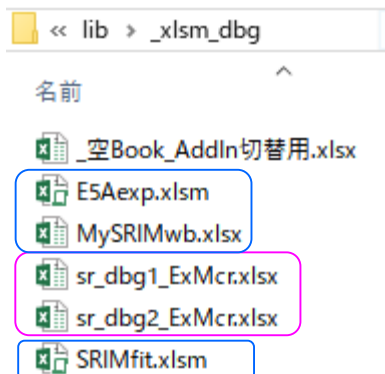 « lib > _xlsm_dbg
名前
_空Book_AddIn切替用.xlsx
E5Aexp.xlsm
MySRIMwb.xlsx
sr_dbg1_ExMcr.xlsx
sr_dbg2_ExMcr.xlsx
SRIMfit.xlsm